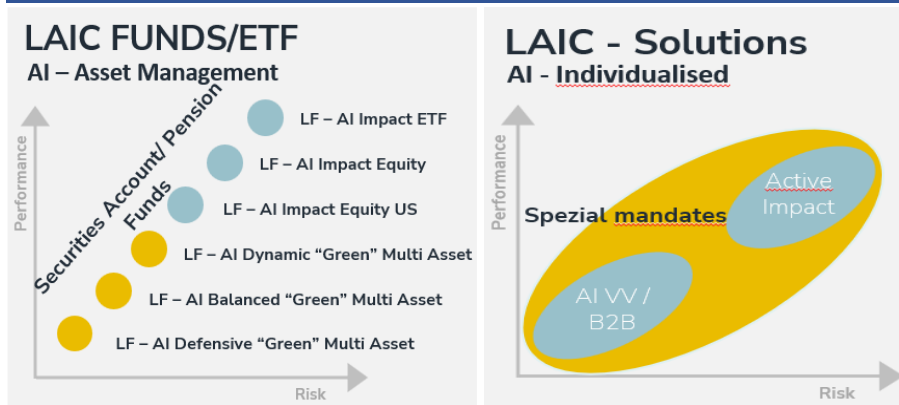 LAIC FUNDS/ETF
AI – Asset Management
Securities Account/ Pension
Funds
Performance
LF – AI Impact ETF
LF – AI Impact Equity
LF – AI Impact Equity US
LF – AI Dynamic “Green” Multi Asset
LF – AI Balanced “Green” Multi Asset
LF – AI Defensive “Green” Multi Asset
Risk
LAIC - Solutions
AI - Individualised
Performance
Active
Impact
Spezial mandates
AI VV /
B2B
Risk